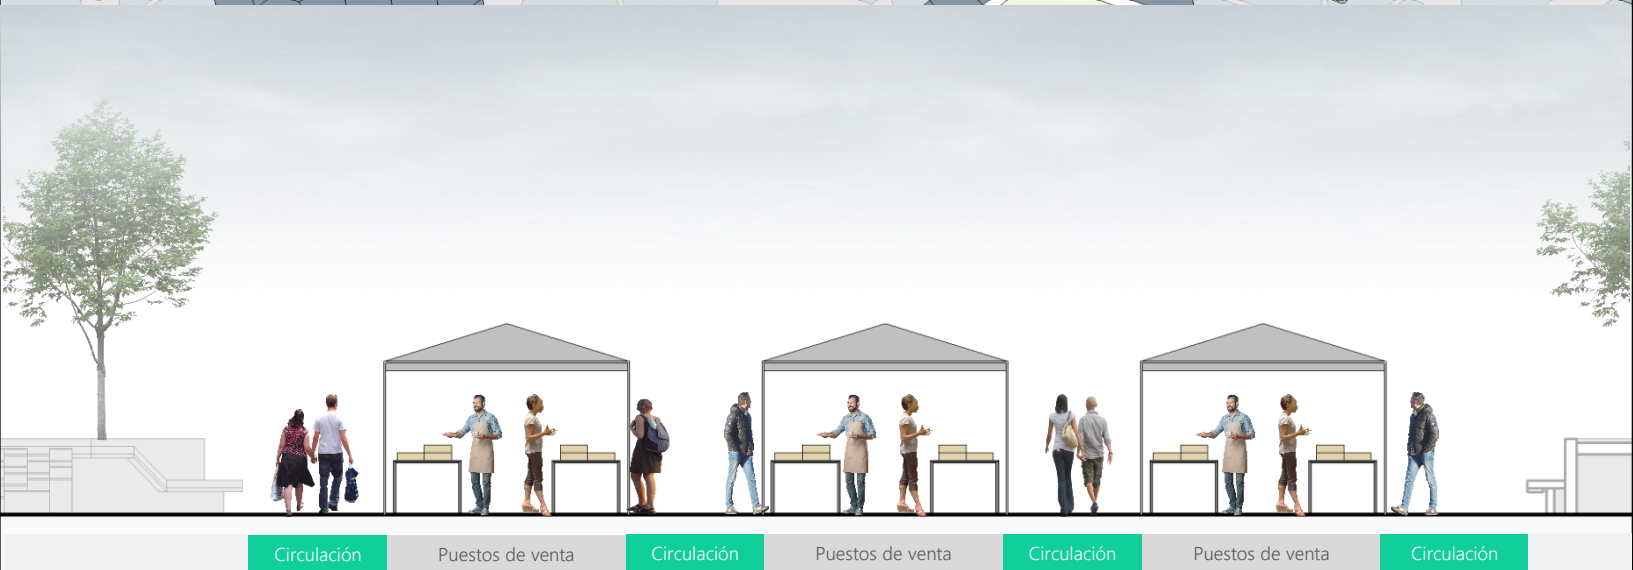 Circulación
Puestos de venta
Circulación
Puestos de venta
Circulación
Puestos de venta
Circulación